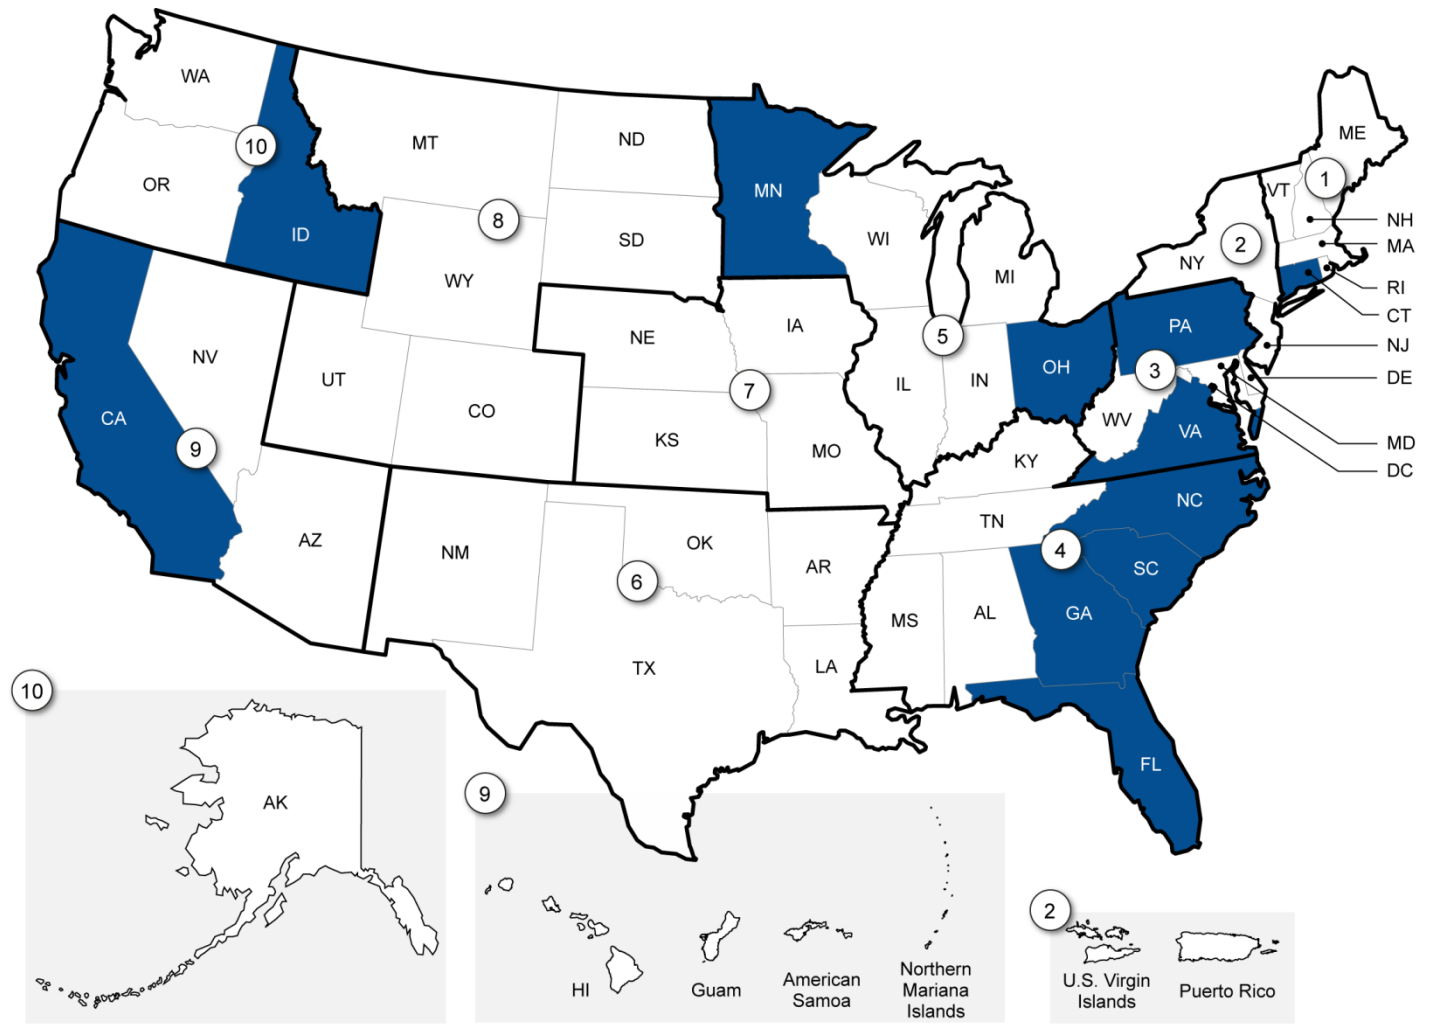 WA
MT
ND
MN
ME
10
OR
ID
8
SD
WI
MI
VT
1
NH
NY
2
MA
WY
RI
CT
NV
UT
CO
NE
IA
5
PA
NJ
DE
CA
9
KS
7
MO
IL
IN
OH
3
WV
VA
MD
DC
KY
AZ
NM
OK
AR
TN
NC
6
TX
LA
MS
AL
4
GA
SC
FL
10
AK
9
HI
Guam
American
Samoa
Northern
Mariana
Islands
2
U.S. Virgin
Islands
Puerto Rico